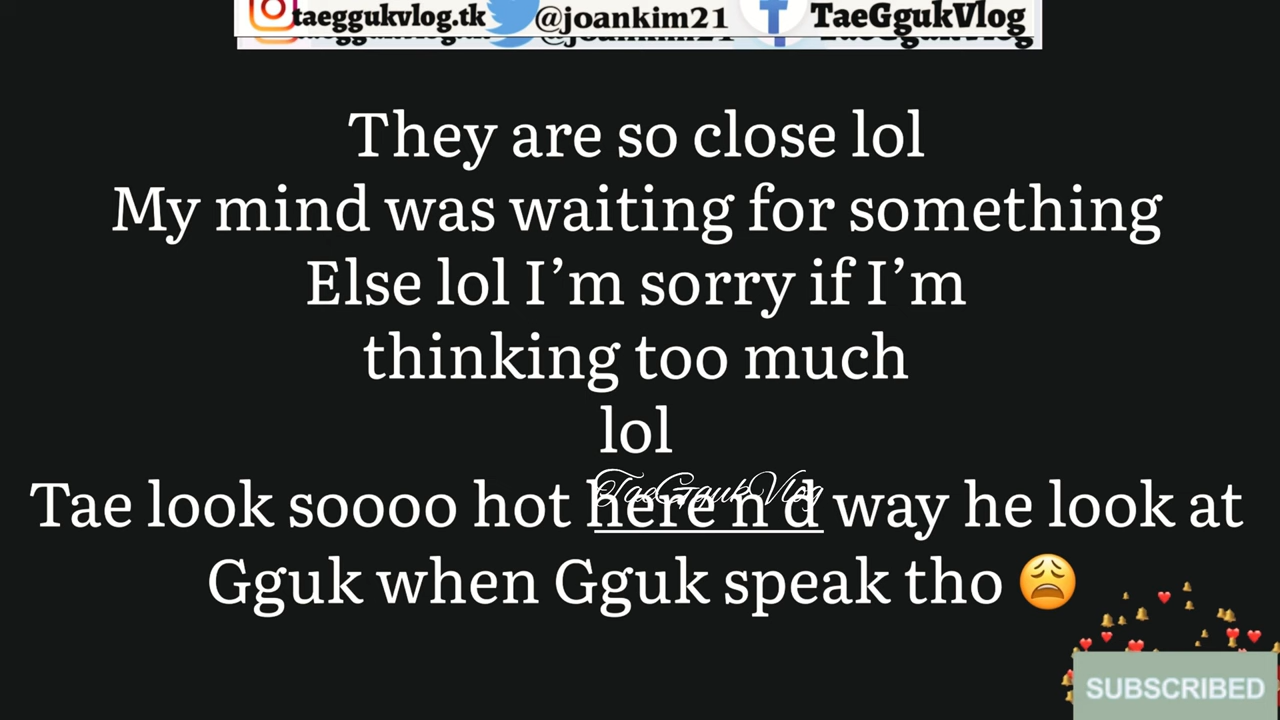 taeggukvlog.tk @joankim21 TaeGgukVlog
They are so close lol
My mind was waiting for something
Else lol I’m sorry if I’m
thinking too much
lol
TaeGgukVlog
Tae look soooo hot here n d way he look at
Gguk when Gguk speak tho 😩
SUBSCRIBED